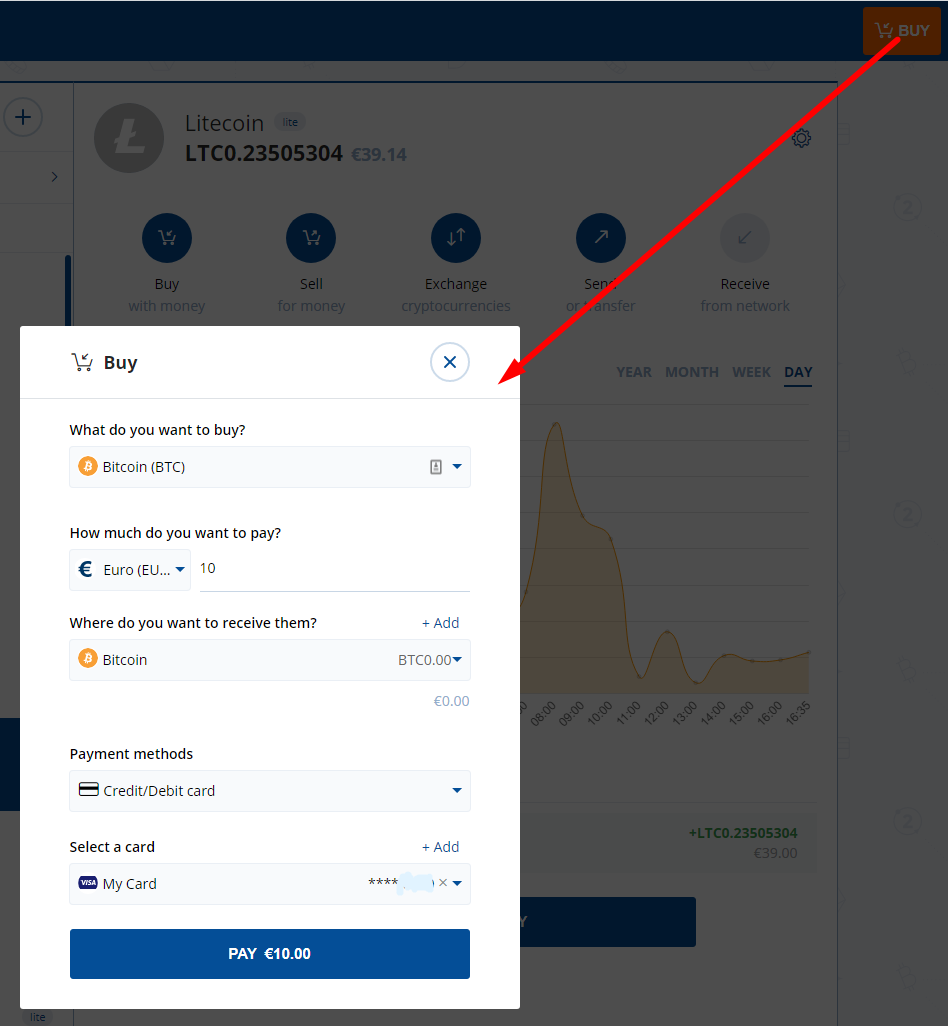 BUY
Litecoin lite
LTC0.23505304 €39.14
Buy
with money
Sell
for money
Exchange
cryptocurrencies
Send
or transfer
Receive
from network
YEAR MONTH WEEK DAY
Buy
What do you want to buy?
Bitcoin (BTC)
How much do you want to pay?
€ Euro (EU... 10
Where do you want to receive them? + Add
Bitcoin BTC0.00
€0.00
Payment methods
Credit/Debit card
Select a card + Add
VISA My Card ****
PAY €10.00
08:00 09:00 10:00 11:00 12:00 13:00 14:00 15:00 16:00 16:35
+LTC0.23505304
€39.00
Y
lite